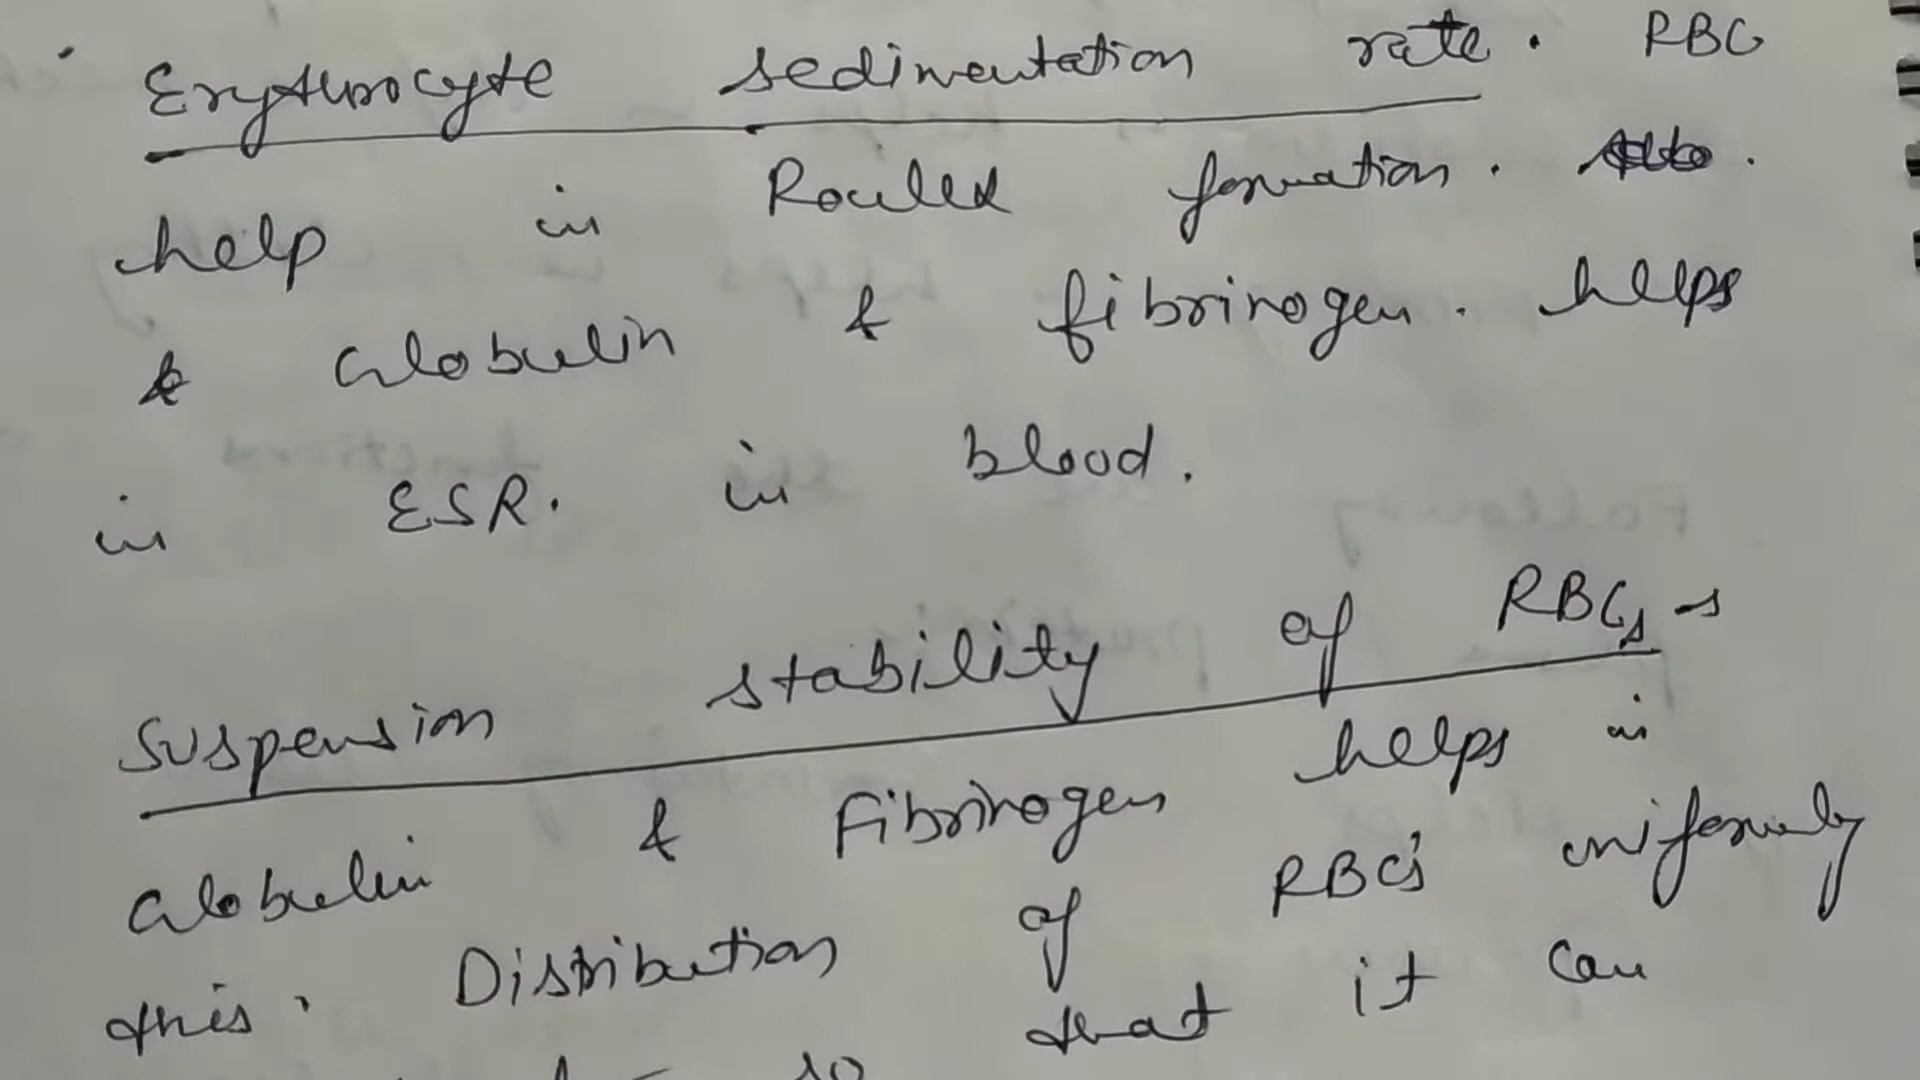 Erythrocyte sedimentation rate. RBC
help in Roulex formation.
& Globulin & fibrinogen. helps
in ESR. in blood.
Suspension stability of RBCs -s
Globulin & Fibrinogen helps in
this. Distribution of RBC's uniformly
so that it can